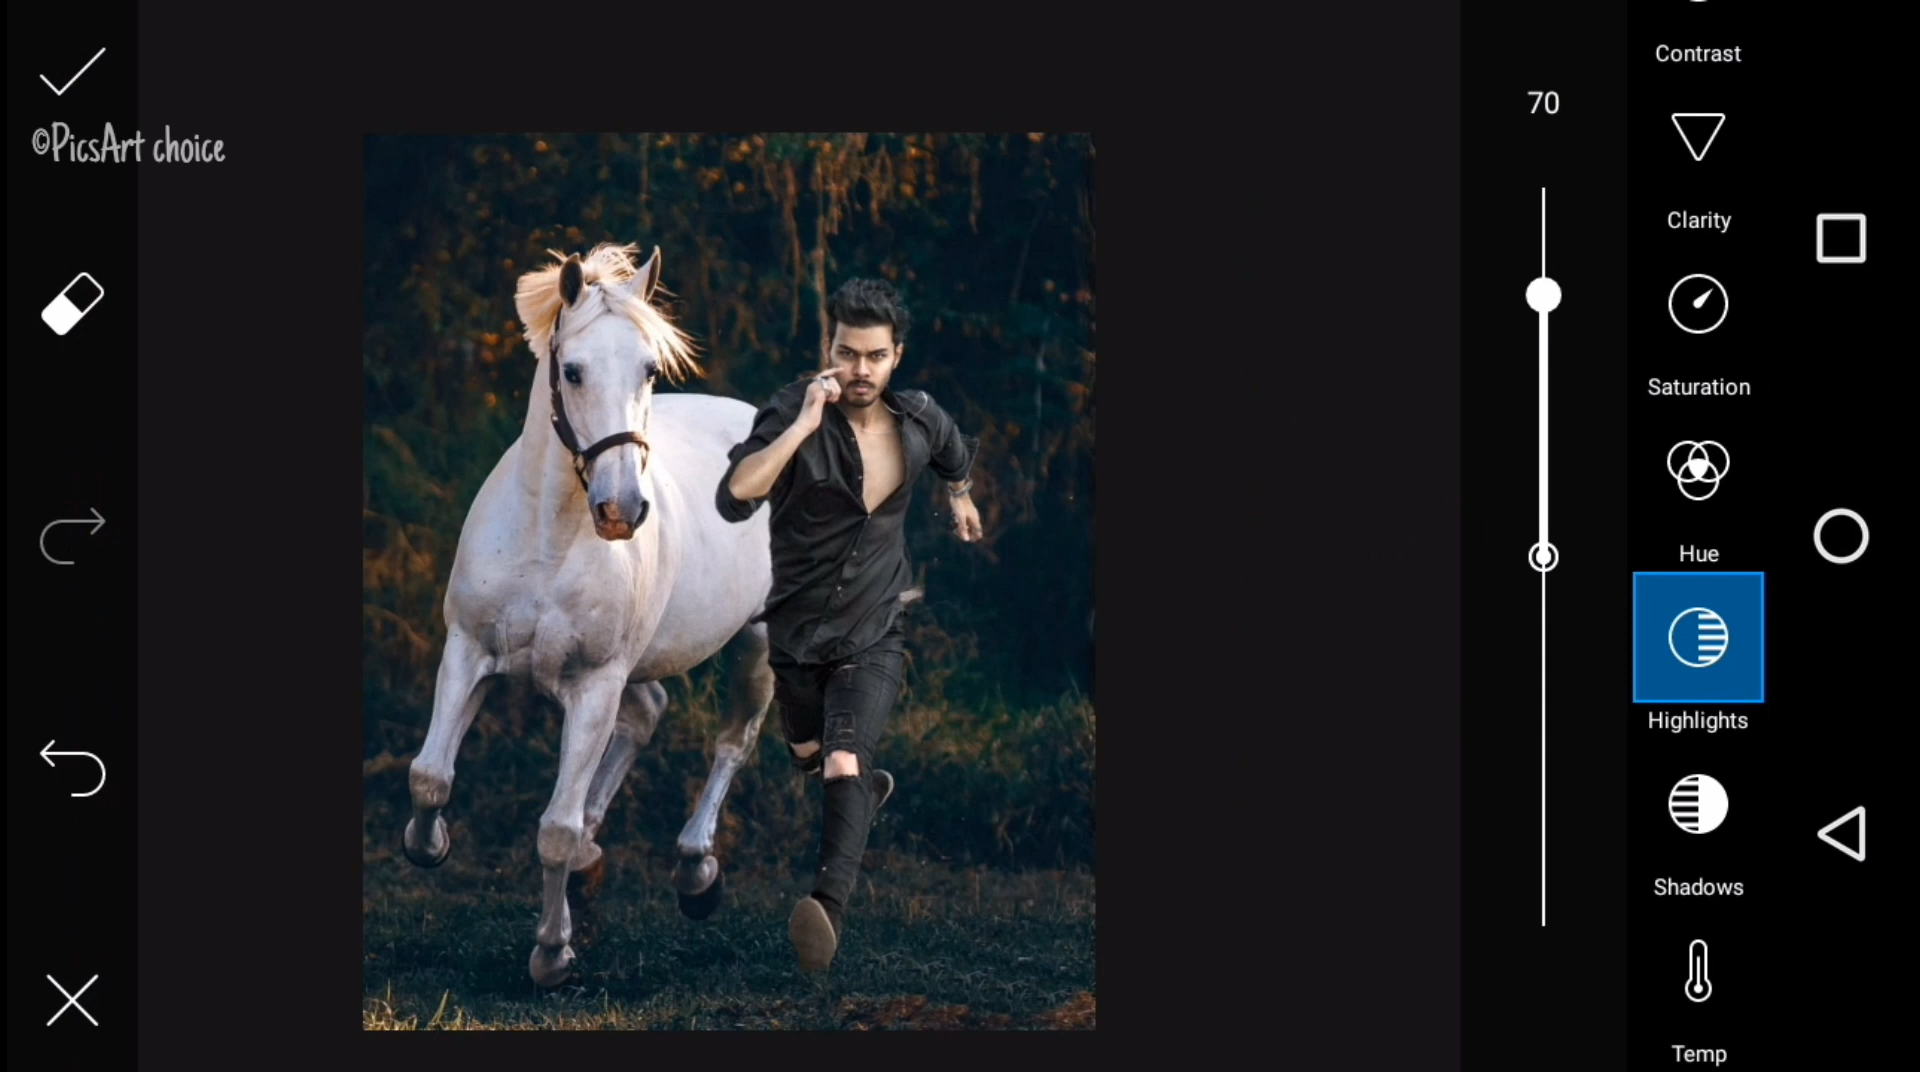 ©PicsArt choice
70
Contrast
Clarity
Saturation
Hue
Highlights
Shadows
Temp